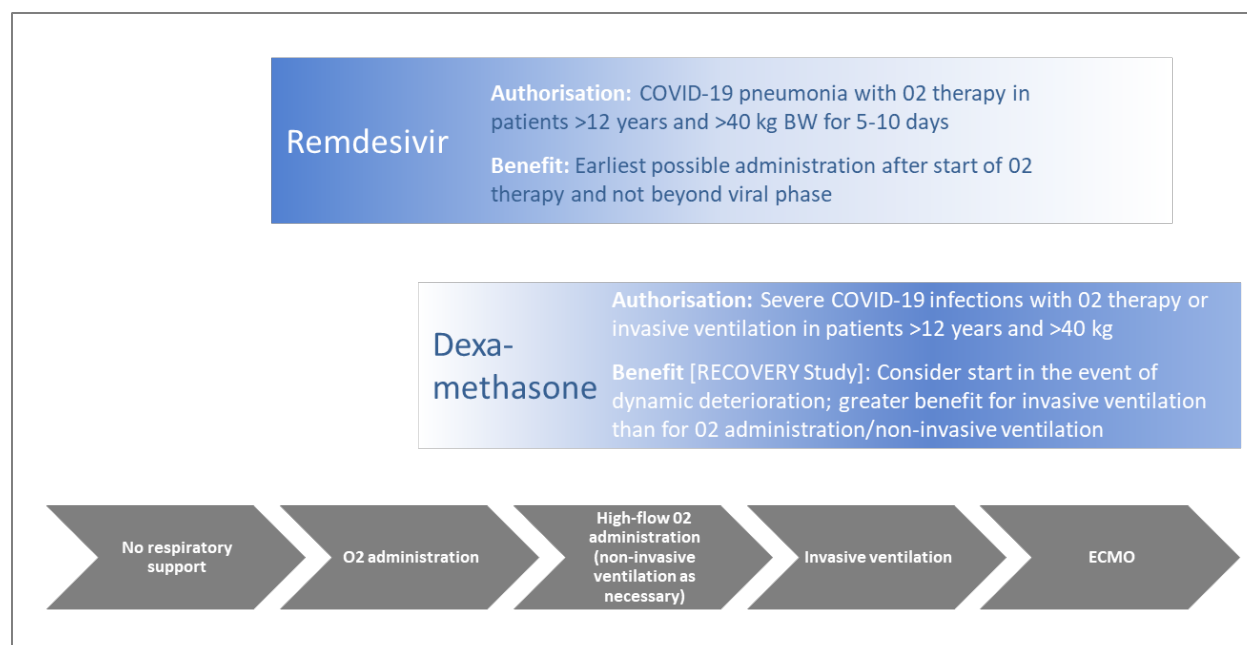 Remdesivir
Authorisation: COVID-19 pneumonia with 02 therapy in
patients >12 years and >40 kg BW for 5-10 days
Benefit: Earliest possible administration after start of 02
therapy and not beyond viral phase
Dexa-
methasone
Authorisation: Severe COVID-19 infections with 02 therapy or
invasive ventilation in patients >12 years and >40 kg
Benefit [RECOVERY Study]: Consider start in the event of
dynamic deterioration; greater benefit for invasive ventilation
than for 02 administration/non-invasive ventilation
No respiratory
support
O2 administration
High-flow 02
administration
(non-invasive
ventilation as
necessary)
Invasive ventilation
ECMO